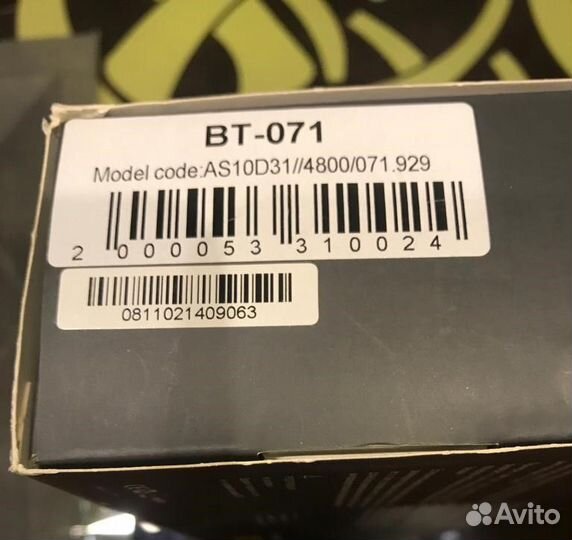 BT-071
Model code:AS10D31//4800/071.929
2 000053 310024
0811021409063
Avito